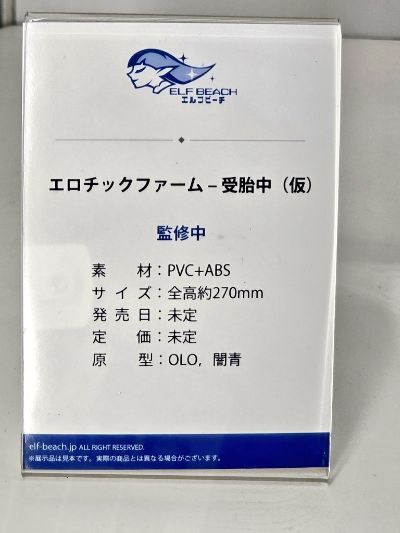 ELF BEACH
エルフビーチ
エロチックファーム – 受胎中（仮）
監修中
素　材：PVC+ABS
サイズ：全高約270mm
発売日：未定
定　価：未定
原　型：OLO，闇青
elf-beach.jp ALL RIGHT RESERVED.
※展示品は見本です。実際の商品とは異なる場合がございます。